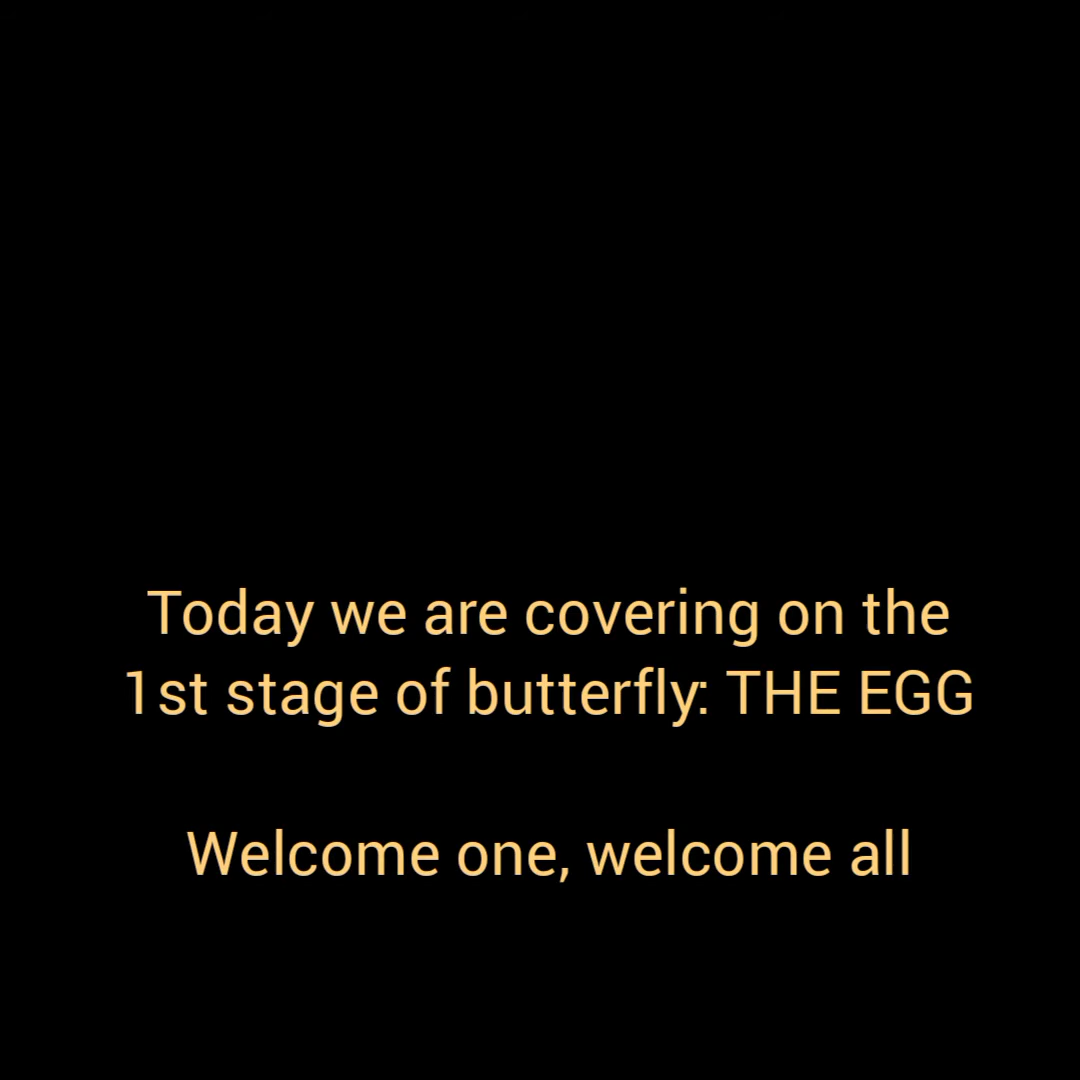 Today we are covering on the
1st stage of butterfly: THE EGG
Welcome one, welcome all